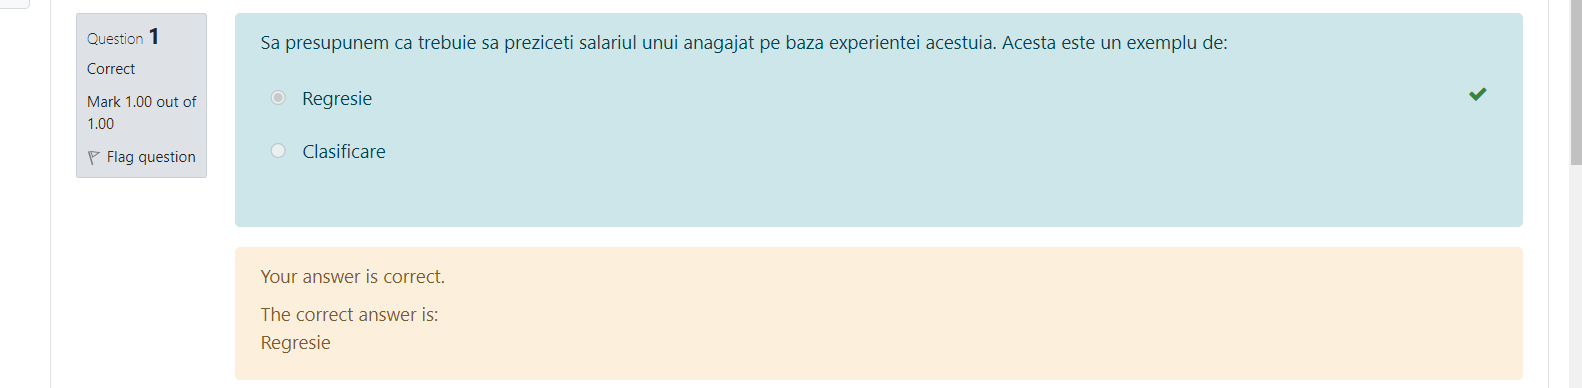 Question 1
Correct
Mark 1.00 out of
1.00
Flag question
Sa presupunem ca trebuie sa preziceti salariul unui anagajat pe baza experientei acestuia. Acesta este un exemplu de:
Regresie
Clasificare
Your answer is correct.
The correct answer is:
Regresie